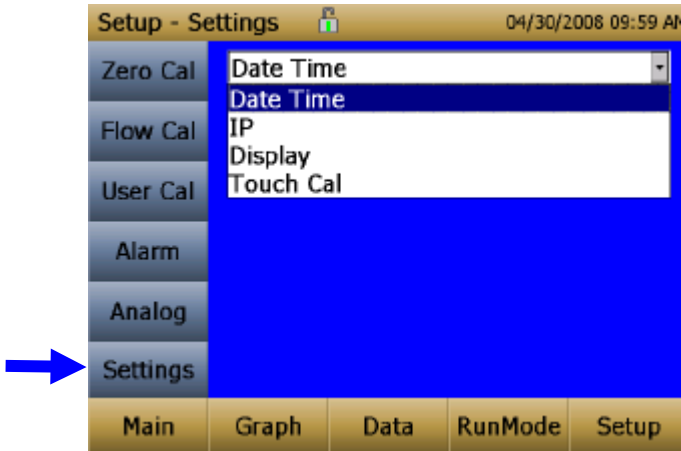 Setup - Settings 04/30/2008 09:59 AM
Zero Cal
Date Time
Date Time
Flow Cal
IP
Display
User Cal
Touch Cal
Alarm
Analog
Settings
Main Graph Data RunMode Setup